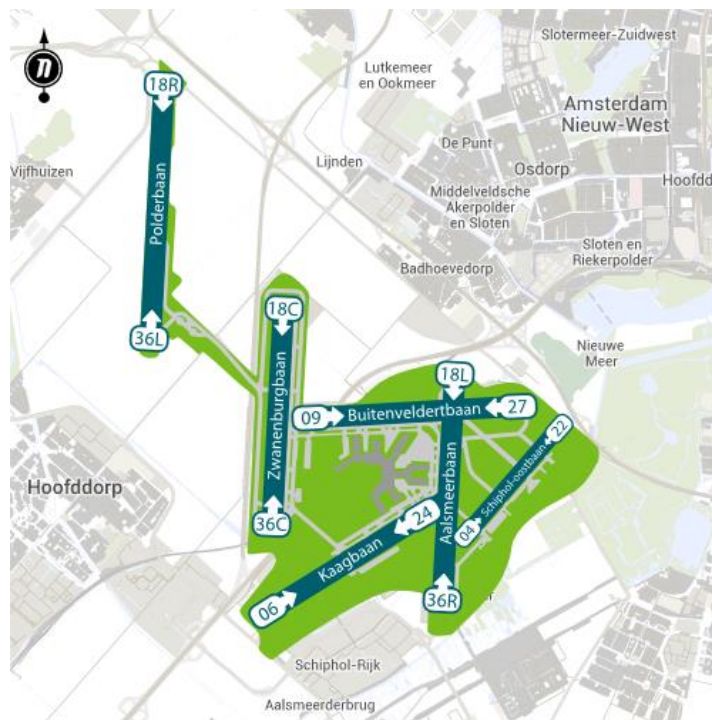 n
Slotermeer-Zuidwest
Lutkemeer
en Ookmeer
18R
Amsterdam
Nieuw-West
De Punt
Lijnden
Osdorp
Vijfhuizen
Hoofdd
Middelveldsche
Akerpolder
en Sloten
Polderbaan
Sloten en
Riekerpolder
Badhoevedorp
18C
36L
Nieuwe
Meer
18L
Zwanenburgbaan
09
Buitenveldertbaan
27
22
Schiphol-oostbaan
04
Aalsmeerbaan
Hoofddorp
36C
24
Kaagbaan
06
36R
Schiphol-Rijk
Aalsmeerderbrug